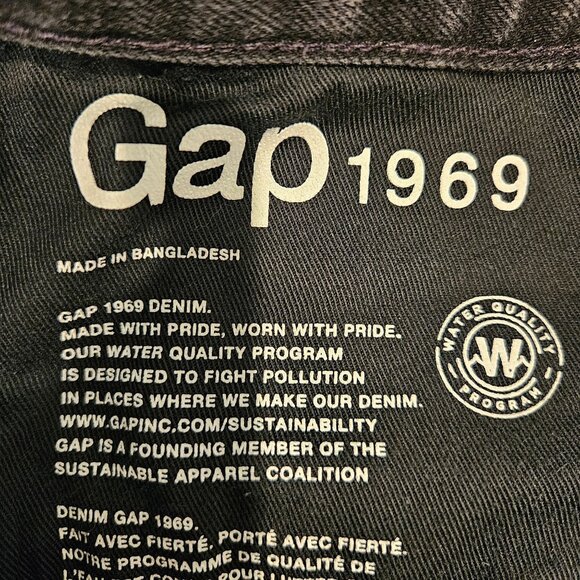 Gap 1969
MADE IN BANGLADESH
GAP 1969 DENIM.
MADE WITH PRIDE, WORN WITH PRIDE.
OUR WATER QUALITY PROGRAM
IS DESIGNED TO FIGHT POLLUTION
IN PLACES WHERE WE MAKE OUR DENIM.
WWW.GAPINC.COM/SUSTAINABILITY
GAP IS A FOUNDING MEMBER OF THE
SUSTAINABLE APPAREL COALITION
WATER QUALITY
W
PROGRAM
DENIM GAP 1969.
FAIT AVEC FIERTÉ, PORTÉ AVEC FIERTÉ.
NOTRE PROGRAMME DE QUALITÉ DE